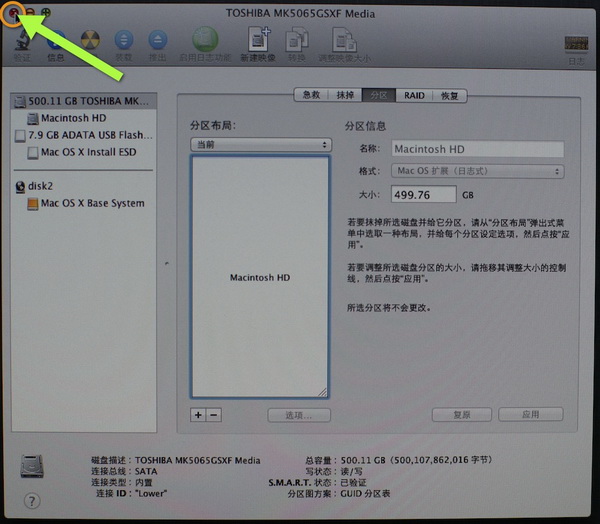 TOSHIBA MK5065GSXF Media
验证
信息
装载
推出
启用日志功能
新建映像
转换
调整映像大小
日志
500.11 GB TOSHIBA MK...
Macintosh HD
7.9 GB ADATA USB Flash...
Mac OS X Install ESD
disk2
Mac OS X Base System
急救
抹掉
分区
RAID
恢复
分区布局:
当前
Macintosh HD
选项...
分区信息
名称: Macintosh HD
格式: Mac OS 扩展（日志式）
大小: 499.76 GB
若要抹掉所选磁盘并给它分区，请从“分区布局”弹出式菜
单中选取一种布局，并给每个分区设定选项，然后点按“应
用”。
若要调整所选磁盘分区的大小，请拖移其调整大小的控制
线，然后点按“应用”。
所选分区将不会更改。
复原
应用
磁盘描述: TOSHIBA MK5065GSXF Media
连接总线: SATA
连接类型: 内置
连接 ID: "Lower"
总容量: 500.11 GB（500,107,862,016 字节）
写状态: 读/写
S.M.A.R.T. 状态: 已验证
分区图方案: GUID 分区表
?